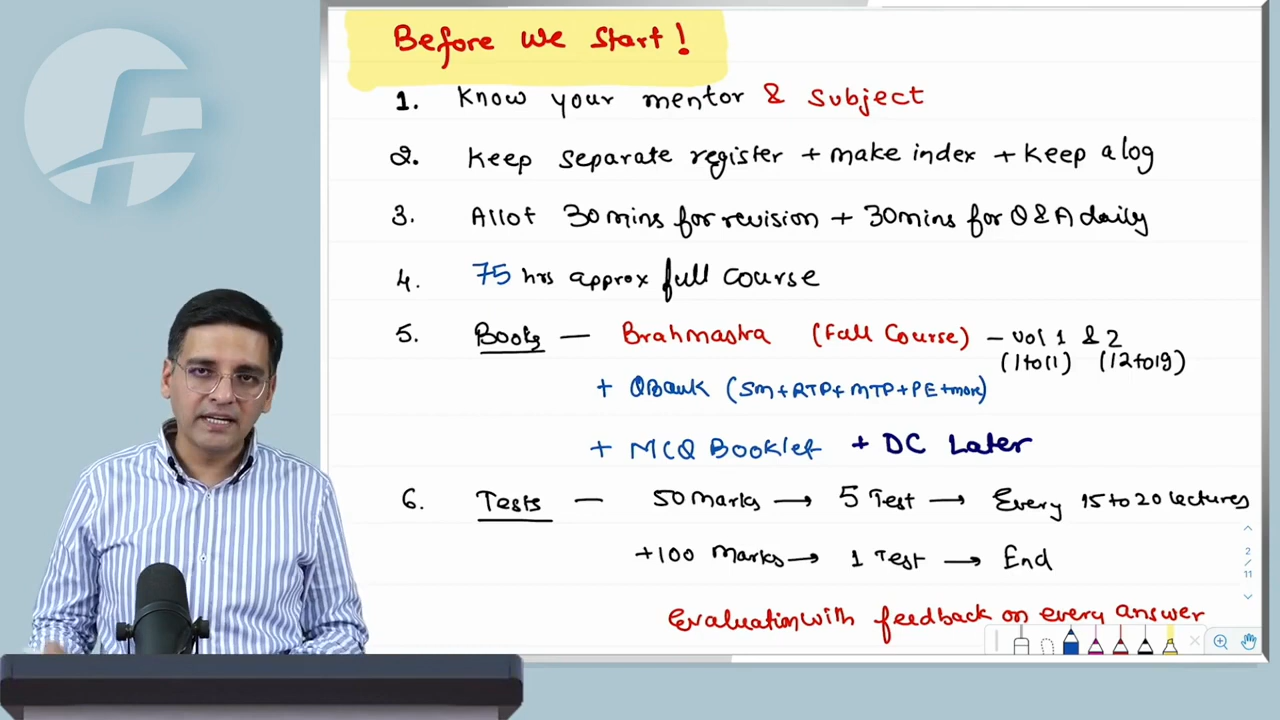 Before We Start!
1. Know your mentor & Subject
2. Keep separate register + make index + Keep a log
3. Allot 30 mins for revision + 30 mins for Q & A daily
4. 75 hrs approx full Course
5. Books — Brahmastra (Full Course) – Vol 1 & 2
(1 to 11) (12 to 19)
+ QBank (SM+RTP+MTP+PE+more)
+ MCQ Booklet + DC Later
6. Tests — 50 Marks → 5 Test → Every 15 to 20 lectures
+100 Marks → 1 Test → End
Evaluation with feedback on every answer
2
/
11